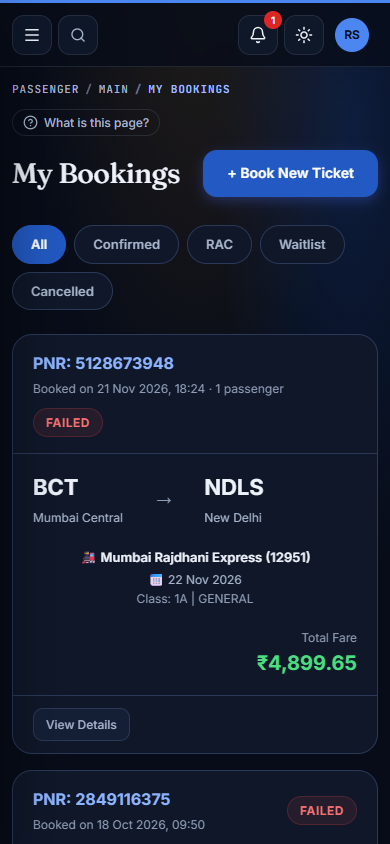 1
RS
PASSENGER / MAIN / MY BOOKINGS
What is this page?
My Bookings
+ Book New Ticket
All
Confirmed
RAC
Waitlist
Cancelled
PNR: 5128673948
Booked on 21 Nov 2026, 18:24 · 1 passenger
FAILED
BCT → NDLS
Mumbai Central
New Delhi
Mumbai Rajdhani Express (12951)
22 Nov 2026
Class: 1A | GENERAL
Total Fare
₹4,899.65
View Details
PNR: 2849116375
FAILED
Booked on 18 Oct 2026, 09:50